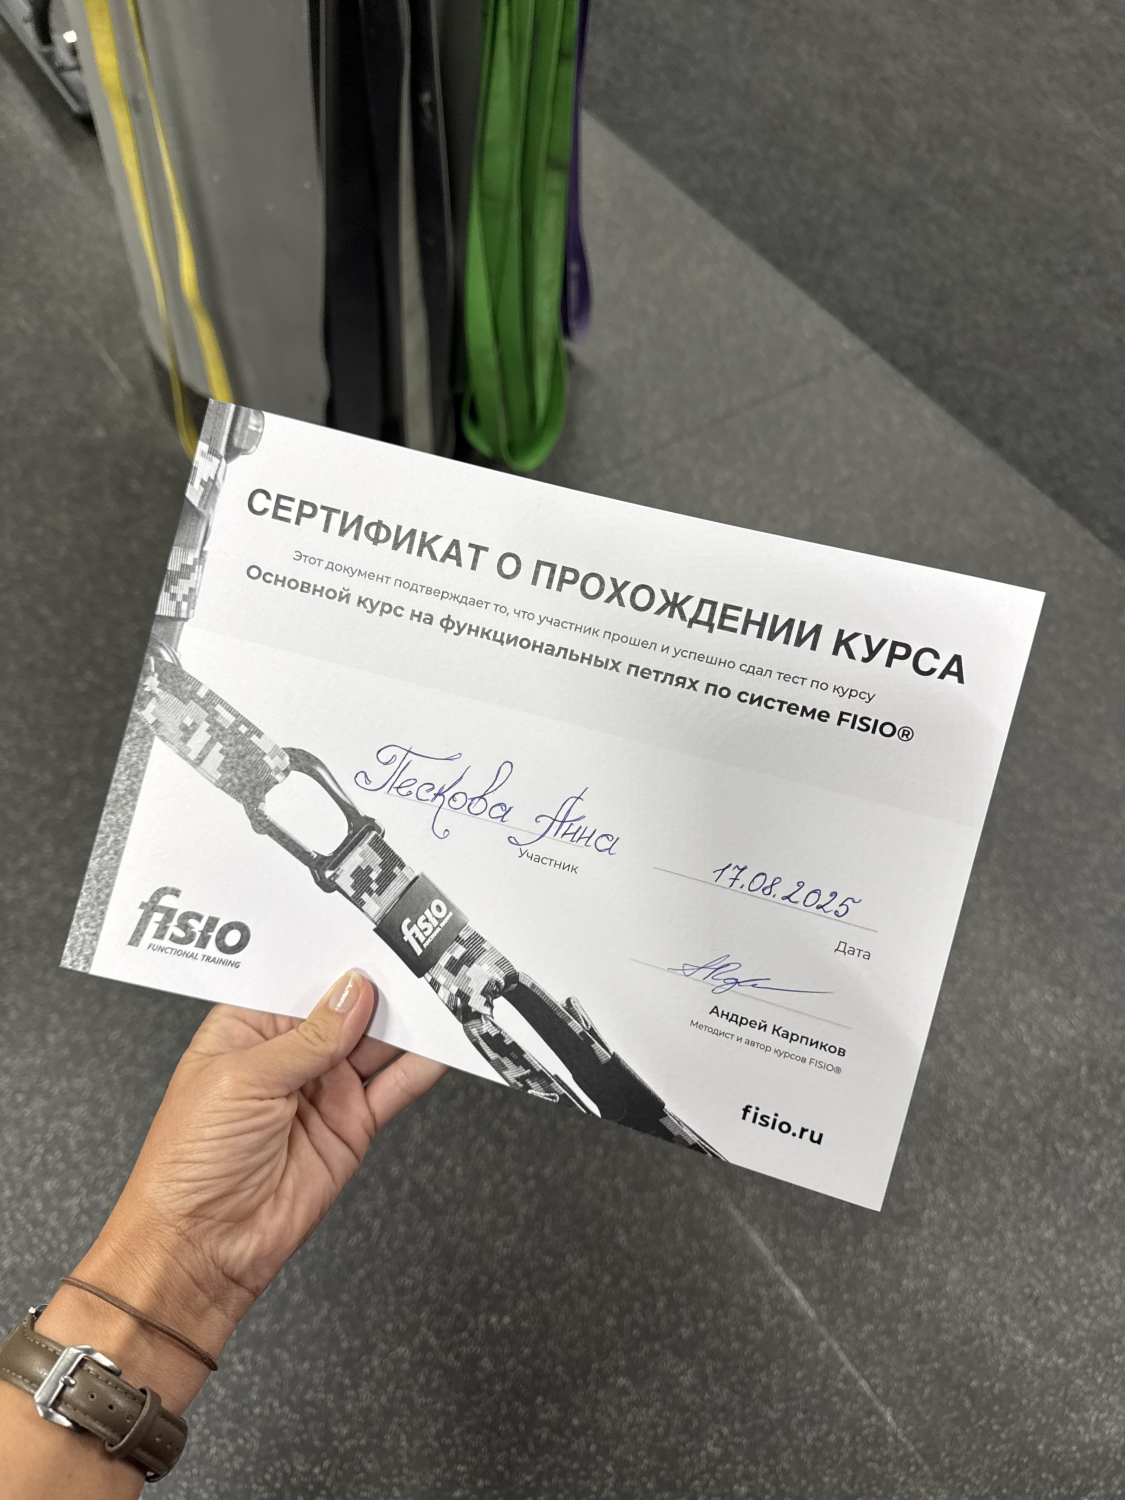 СЕРТИФИКАТ О ПРОХОЖДЕНИИ КУРСА
Этот документ подтверждает то, что участник прошел и успешно сдал тест по курсу
Основной курс на функциональных петлях по системе FISIO®
Пескова Анна
Участник
17.08.2025
Дата
fisio
FUNCTIONAL TRAINING
fisio
Андрей Карпиков
Методист и автор курсов FISIO®
fisio.ru